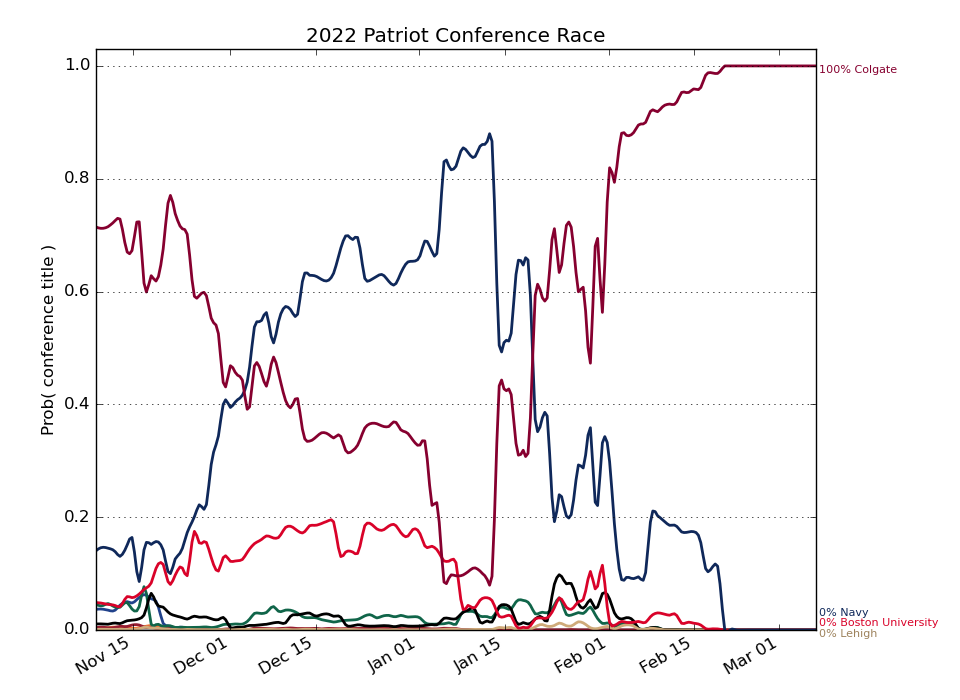 2022 Patriot Conference Race
1.0
100% Colgate
0.8
0.6
Prob( conference title )
0.4
0.2
0% Navy
0% Boston University
0.0
0% Lehigh
Nov 15
Dec 01
Dec 15
Jan 01
Jan 15
Feb 01
Feb 15
Mar 01